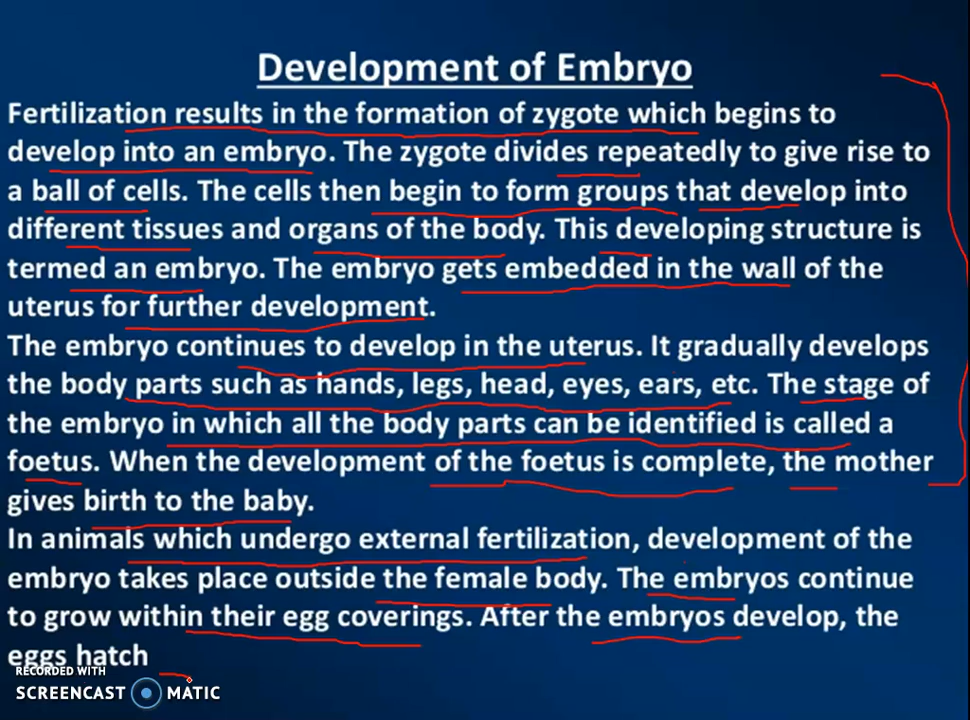 Development of Embryo
Fertilization results in the formation of zygote which begins to
develop into an embryo. The zygote divides repeatedly to give rise to
a ball of cells. The cells then begin to form groups that develop into
different tissues and organs of the body. This developing structure is
termed an embryo. The embryo gets embedded in the wall of the
uterus for further development.
The embryo continues to develop in the uterus. It gradually develops
the body parts such as hands, legs, head, eyes, ears, etc. The stage of
the embryo in which all the body parts can be identified is called a
foetus. When the development of the foetus is complete, the mother
gives birth to the baby.
In animals which undergo external fertilization, development of the
embryo takes place outside the female body. The embryos continue
to grow within their egg coverings. After the embryos develop, the
eggs hatch
RECORDED WITH
SCREENCAST MATIC